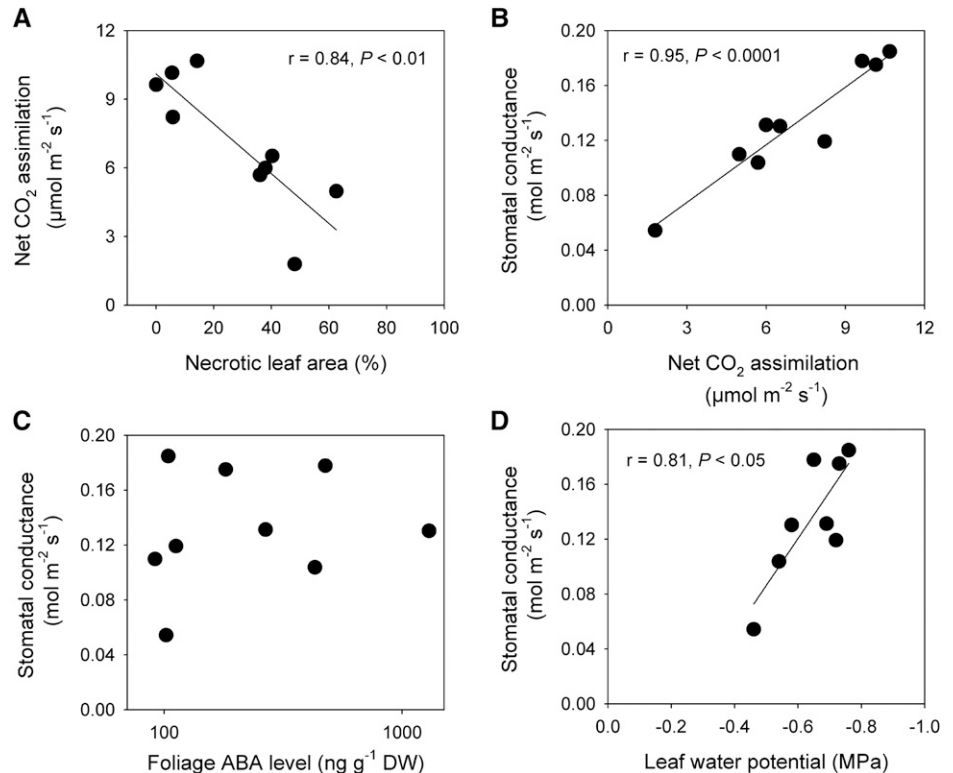 A
12
9
6
3
0
r = 0.84, P < 0.01
0 20 40 60 80 100
Necrotic leaf area (%)
Net CO₂ assimilation
(µmol m⁻² s⁻¹)
B
0.20
0.16
0.12
0.08
0.04
0.00
r = 0.95, P < 0.0001
0 3 6 9 12
Net CO₂ assimilation
(µmol m⁻² s⁻¹)
Stomatal conductance
(mol m⁻² s⁻¹)
C
0.20
0.16
0.12
0.08
0.04
0.00
100 1000
Foliage ABA level (ng g⁻¹ DW)
Stomatal conductance
(mol m⁻² s⁻¹)
D
0.20
0.16
0.12
0.08
0.04
0.00
r = 0.81, P < 0.05
0.0 -0.2 -0.4 -0.6 -0.8 -1.0
Leaf water potential (MPa)
Stomatal conductance
(mol m⁻² s⁻¹)